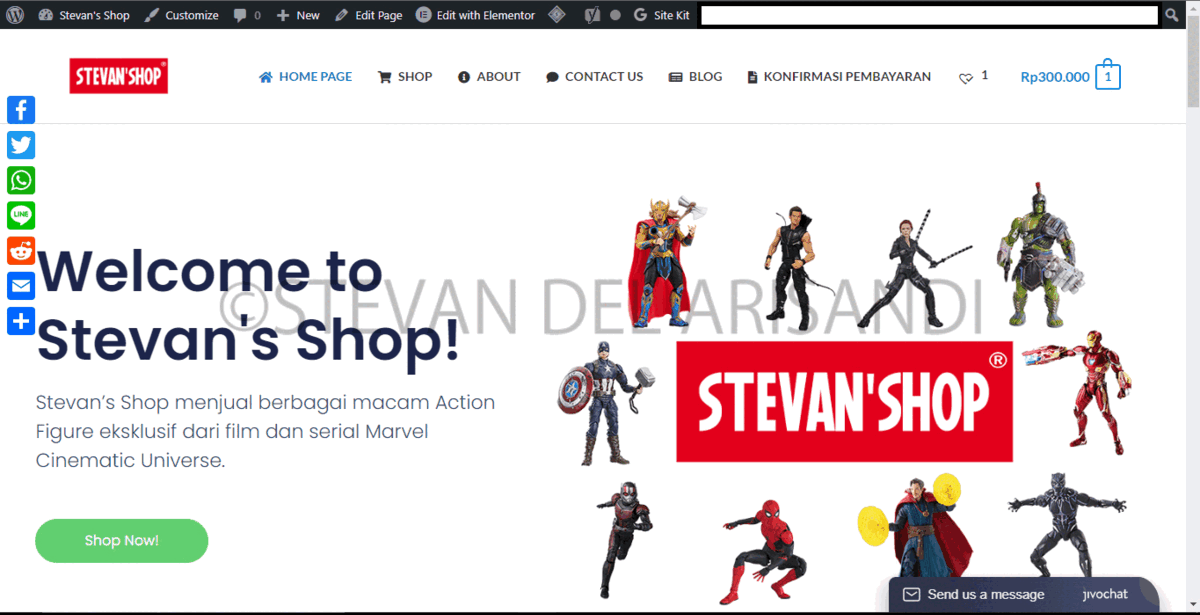 Stevan's Shop Customize 0 New Edit Page Edit with Elementor Site Kit
STEVAN'SHOP®
HOME PAGE SHOP ABOUT CONTACT US BLOG KONFIRMASI PEMBAYARAN 1 Rp300.000 1
LINE
Welcome to
Stevan's Shop!
©STEVAN DELARISANDI
STEVAN'SHOP®
Stevan’s Shop menjual berbagai macam Action
Figure eksklusif dari film dan serial Marvel
Cinematic Universe.
Shop Now!
Send us a message jivochat